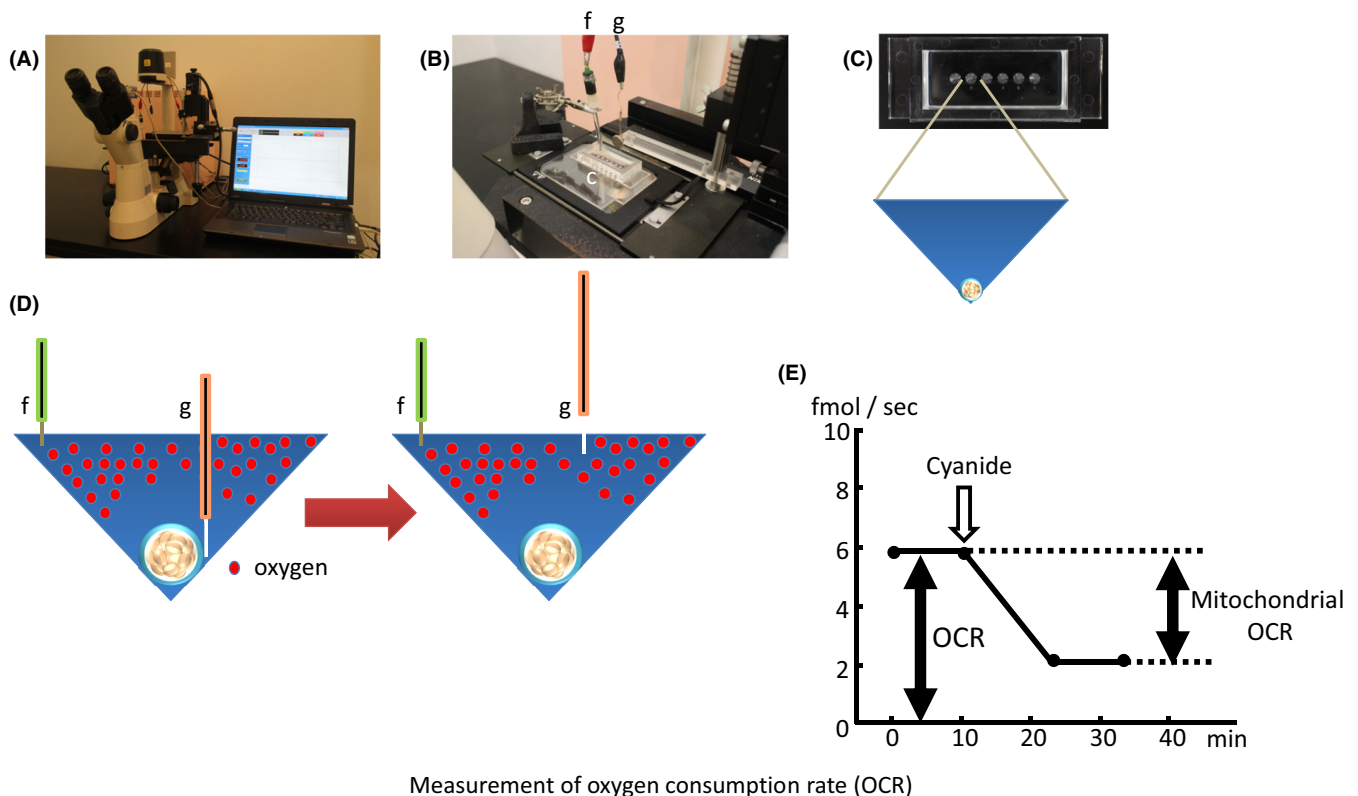 (A)
(B)
f g
c
(C)
(D)
f
g
oxygen
f
g
(E)
fmol / sec
10
8
6
4
2
0
Cyanide
OCR
Mitochondrial
OCR
0 10 20 30 40 min
Measurement of oxygen consumption rate (OCR)